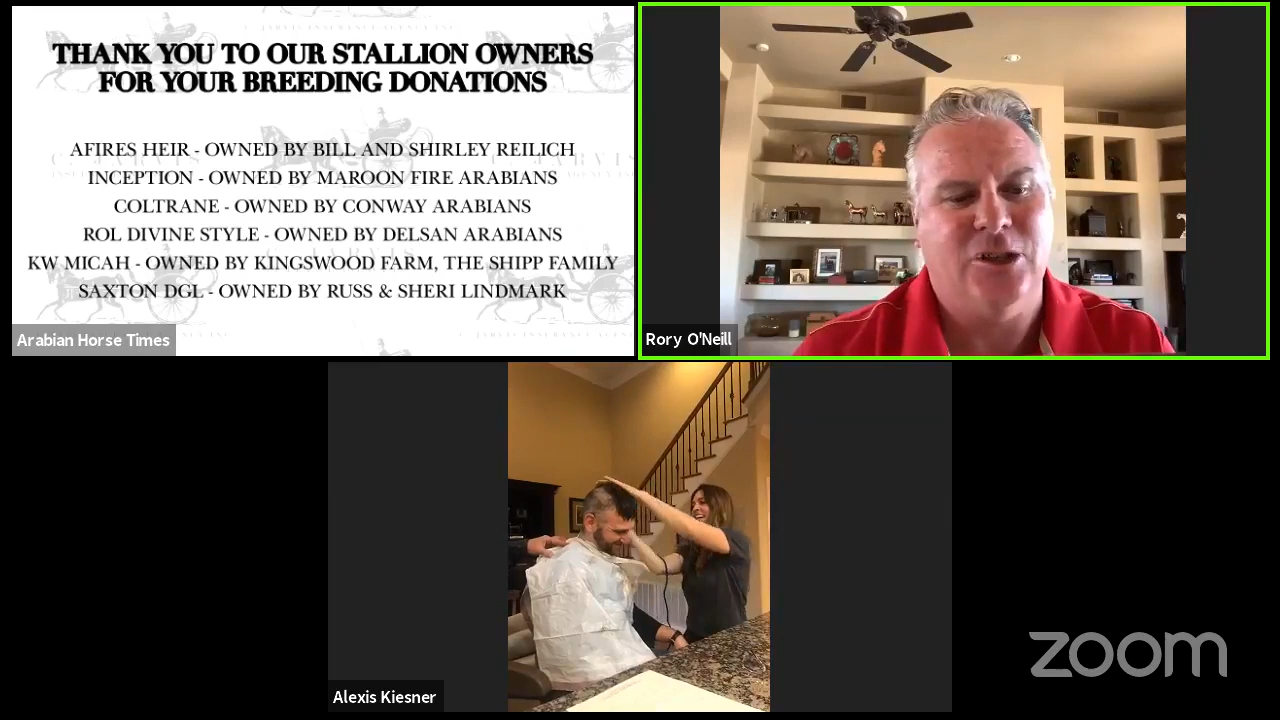 THANK YOU TO OUR STALLION OWNERS
FOR YOUR BREEDING DONATIONS
AFIRES HEIR - OWNED BY BILL AND SHIRLEY REILICH
INCEPTION - OWNED BY MAROON FIRE ARABIANS
COLTRANE - OWNED BY CONWAY ARABIANS
ROL DIVINE STYLE - OWNED BY DELSAN ARABIANS
KW MICAH - OWNED BY KINGSWOOD FARM, THE SHIPP FAMILY
SAXTON DGL - OWNED BY RUSS & SHERI LINDMARK
Arabian Horse Times
Rory O'Neill
Alexis Kiesner
zoom